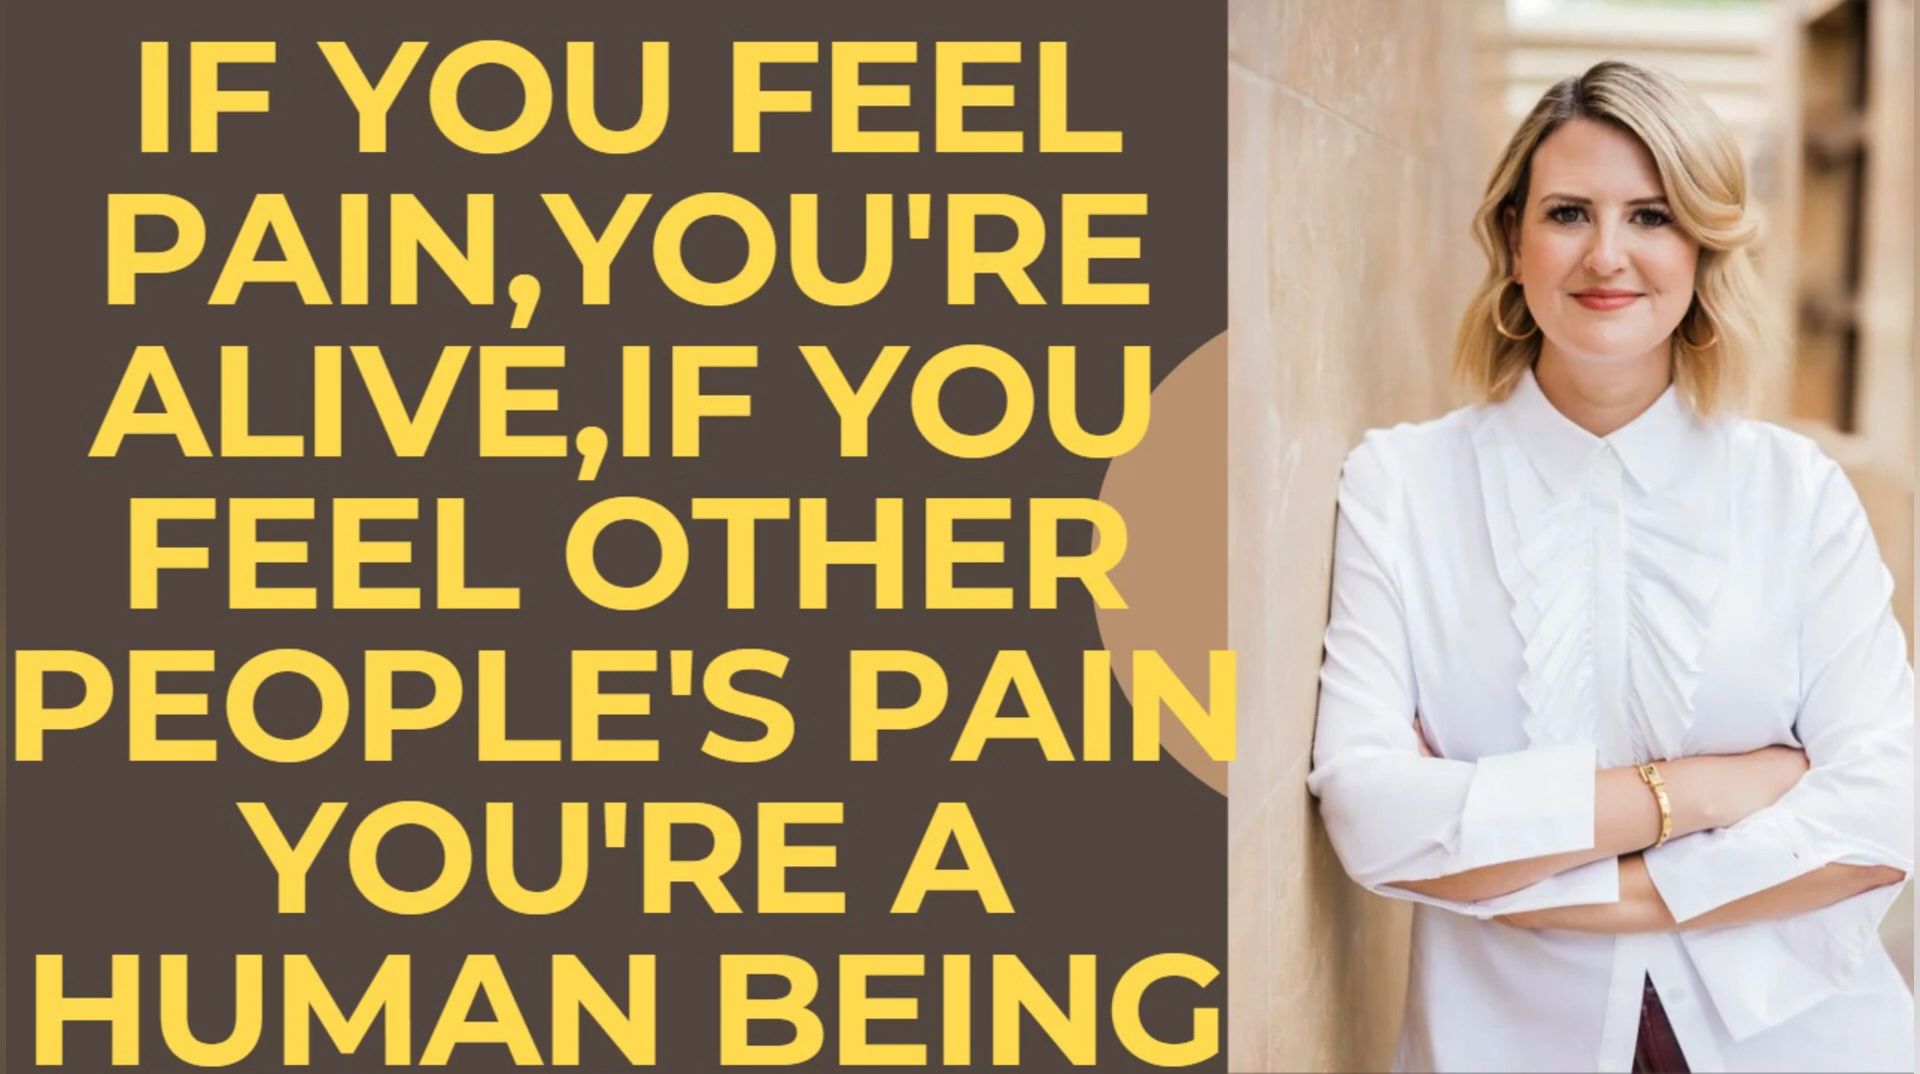 IF YOU FEEL
PAIN,YOU'RE
ALIVE,IF YOU
FEEL OTHER
PEOPLE'S PAIN
YOU'RE A
HUMAN BEING